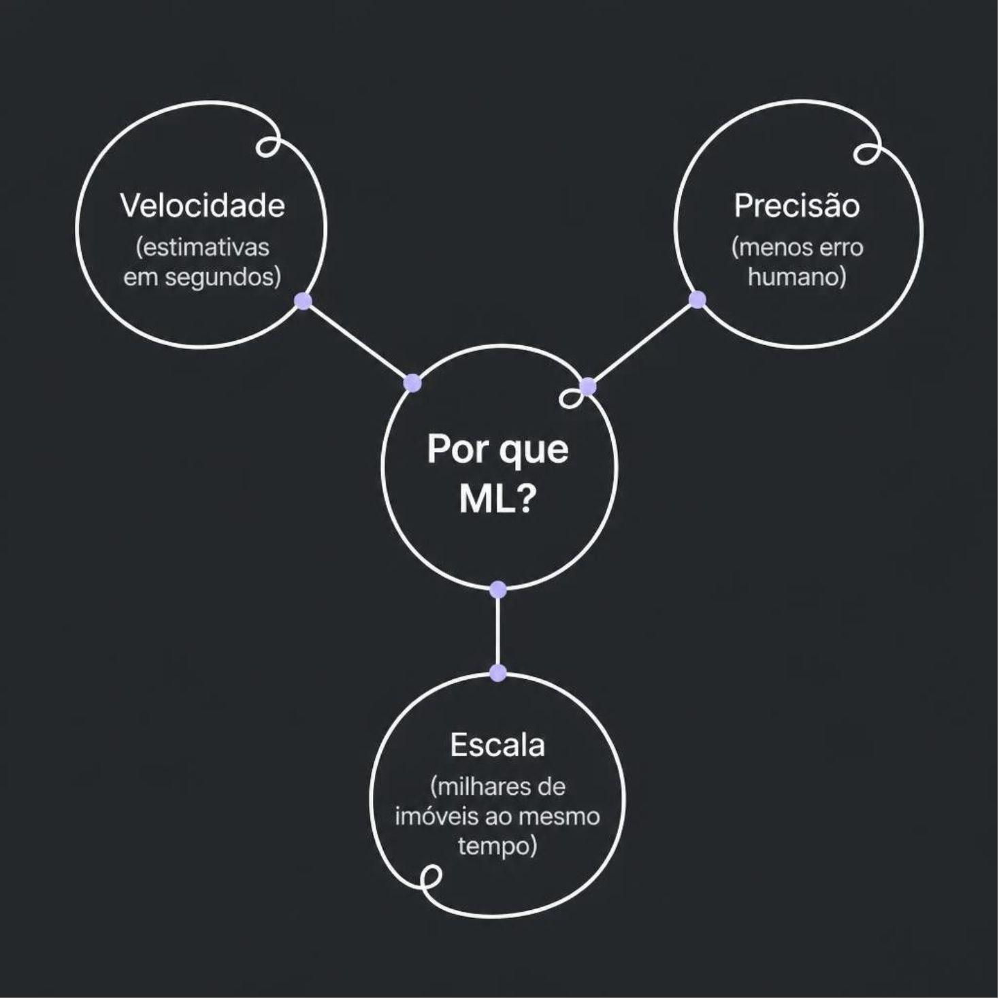 Velocidade
(estimativas
em segundos)
Precisão
(menos erro
humano)
Por que
ML?
Escala
(milhares de
imóveis ao mesmo
tempo)